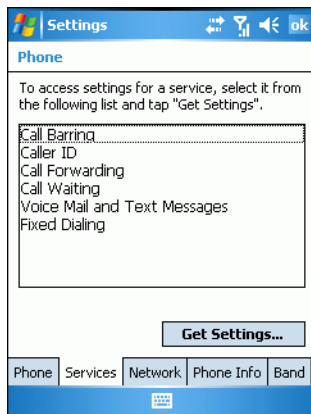 Settings
ok
Phone
To access settings for a service, select it from
the following list and tap "Get Settings".
Call Barring
Caller ID
Call Forwarding
Call Waiting
Voice Mail and Text Messages
Fixed Dialing
Get Settings...
Phone Services Network Phone Info Band